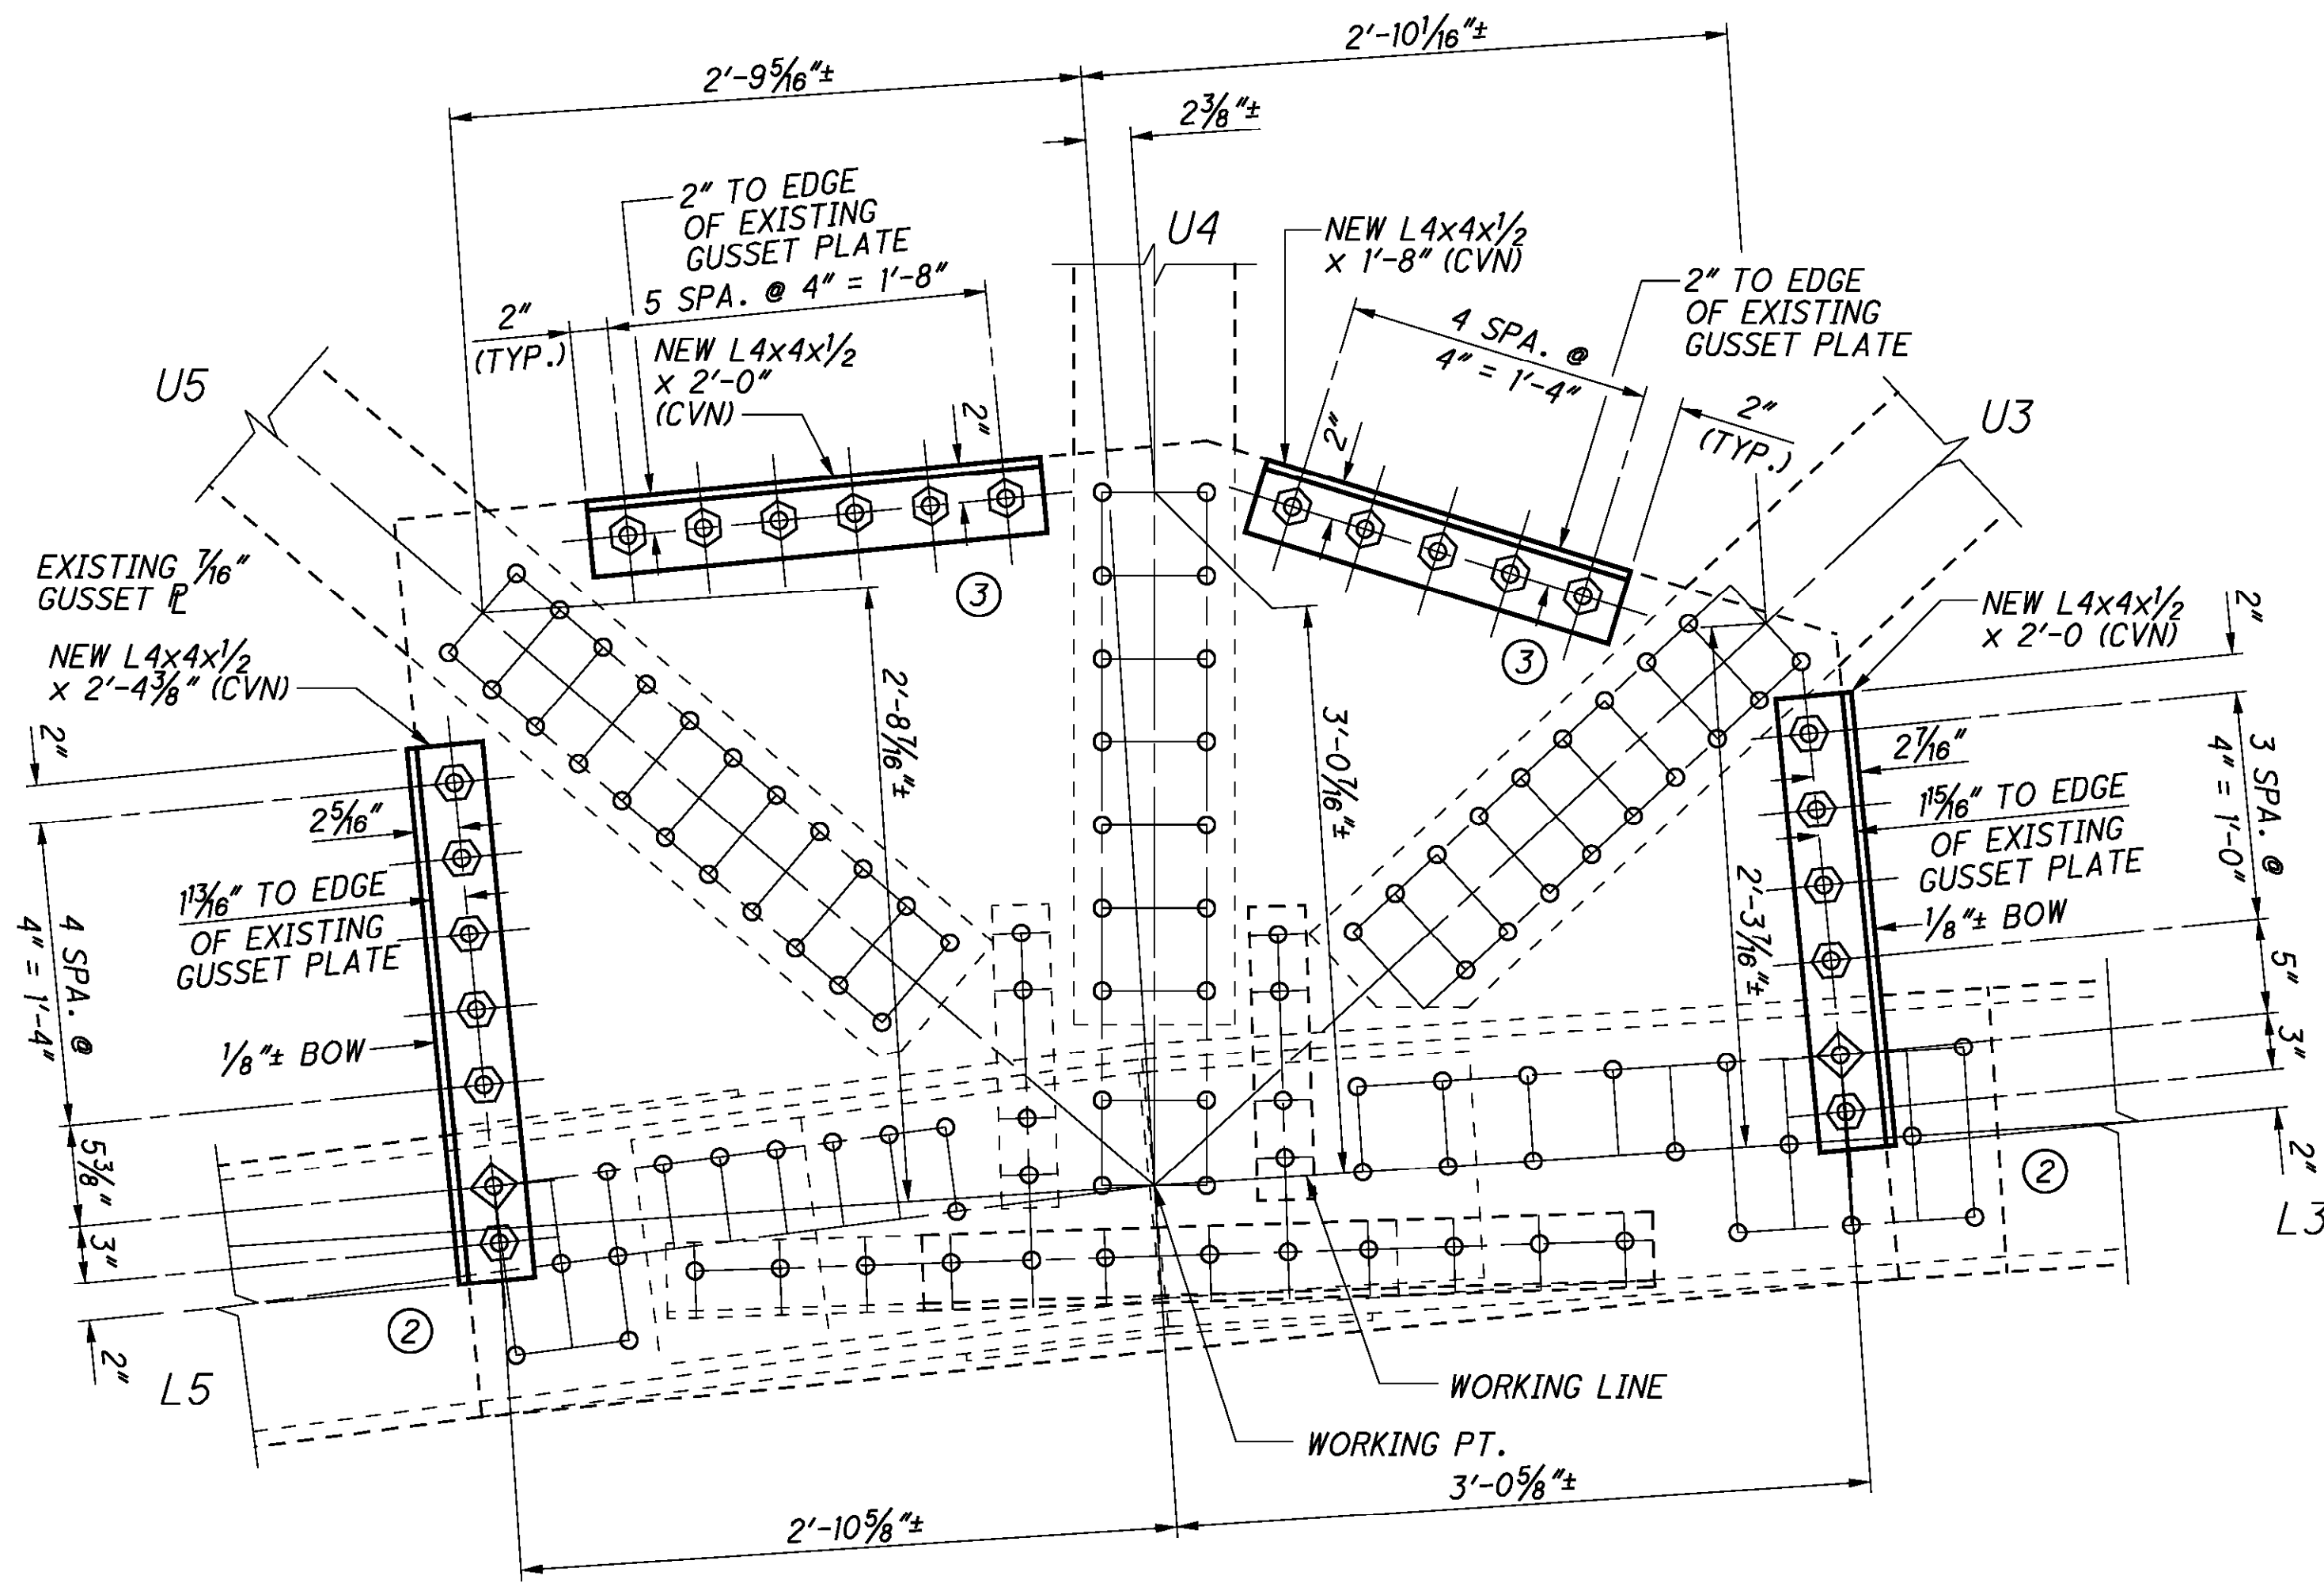 2'-10 1/16"±
2'-9 5/16"±
2 3/8"±
2" TO EDGE
OF EXISTING
GUSSET PLATE
5 SPA. @ 4" = 1'-8"
2"
(TYP.)
NEW L4x4x1/2
x 2'-0"
(CVN)
2"
U4
NEW L4x4x1/2
x 1'-8" (CVN)
2" TO EDGE
OF EXISTING
GUSSET PLATE
4 SPA. @
4" = 1'-4"
2"
2"
(TYP.)
U5
U3
EXISTING 7/16"
GUSSET ⅊
NEW L4x4x1/2
x 2'-4 3/8" (CVN)
3
3
NEW L4x4x1/2
x 2'-0 (CVN)
2"
2"
2'-8 7/16"±
3'-0 7/16"±
2'-3 7/16"±
2 5/16"
1 13/16" TO EDGE
OF EXISTING
GUSSET PLATE
1/8"± BOW
4 SPA. @
4" = 1'-4"
5 3/8"
3"
2"
2 7/16"
1 15/16" TO EDGE
OF EXISTING
GUSSET PLATE
1/8"± BOW
3 SPA. @
4" = 1'-0"
5"
3"
2"
2
2
L5
L3
WORKING LINE
WORKING PT.
2'-10 5/8"±
3'-0 5/8"±